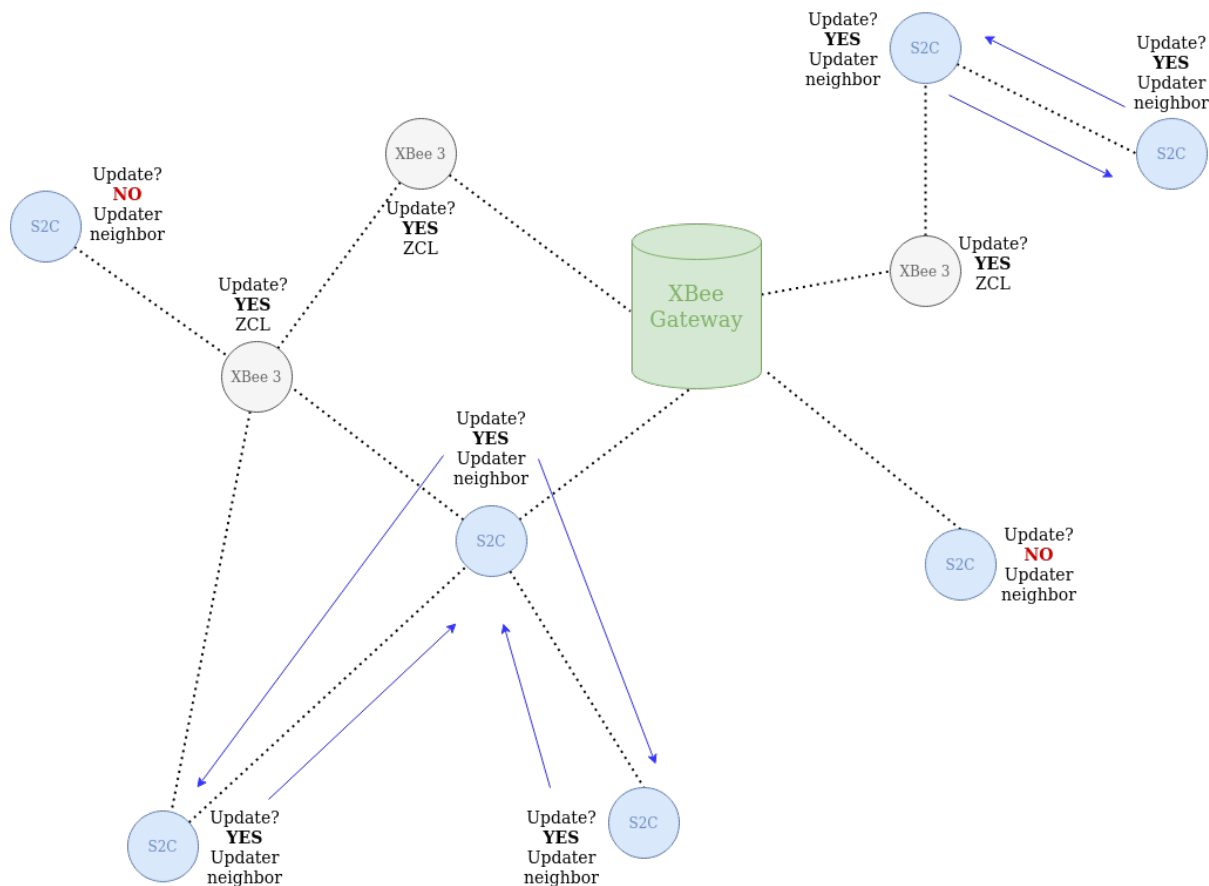 Update?
YES
Updater
neighbor
S2C
Update?
YES
Updater
neighbor
S2C
XBee 3
Update?
YES
ZCL
Update?
NO
Updater
neighbor
S2C
Update?
YES
ZCL
XBee 3
XBee
Gateway
Update?
YES
ZCL
XBee 3
Update?
YES
Updater
neighbor
S2C
Update?
NO
Updater
neighbor
S2C
Update?
YES
Updater
neighbor
S2C
Update?
YES
Updater
neighbor
S2C